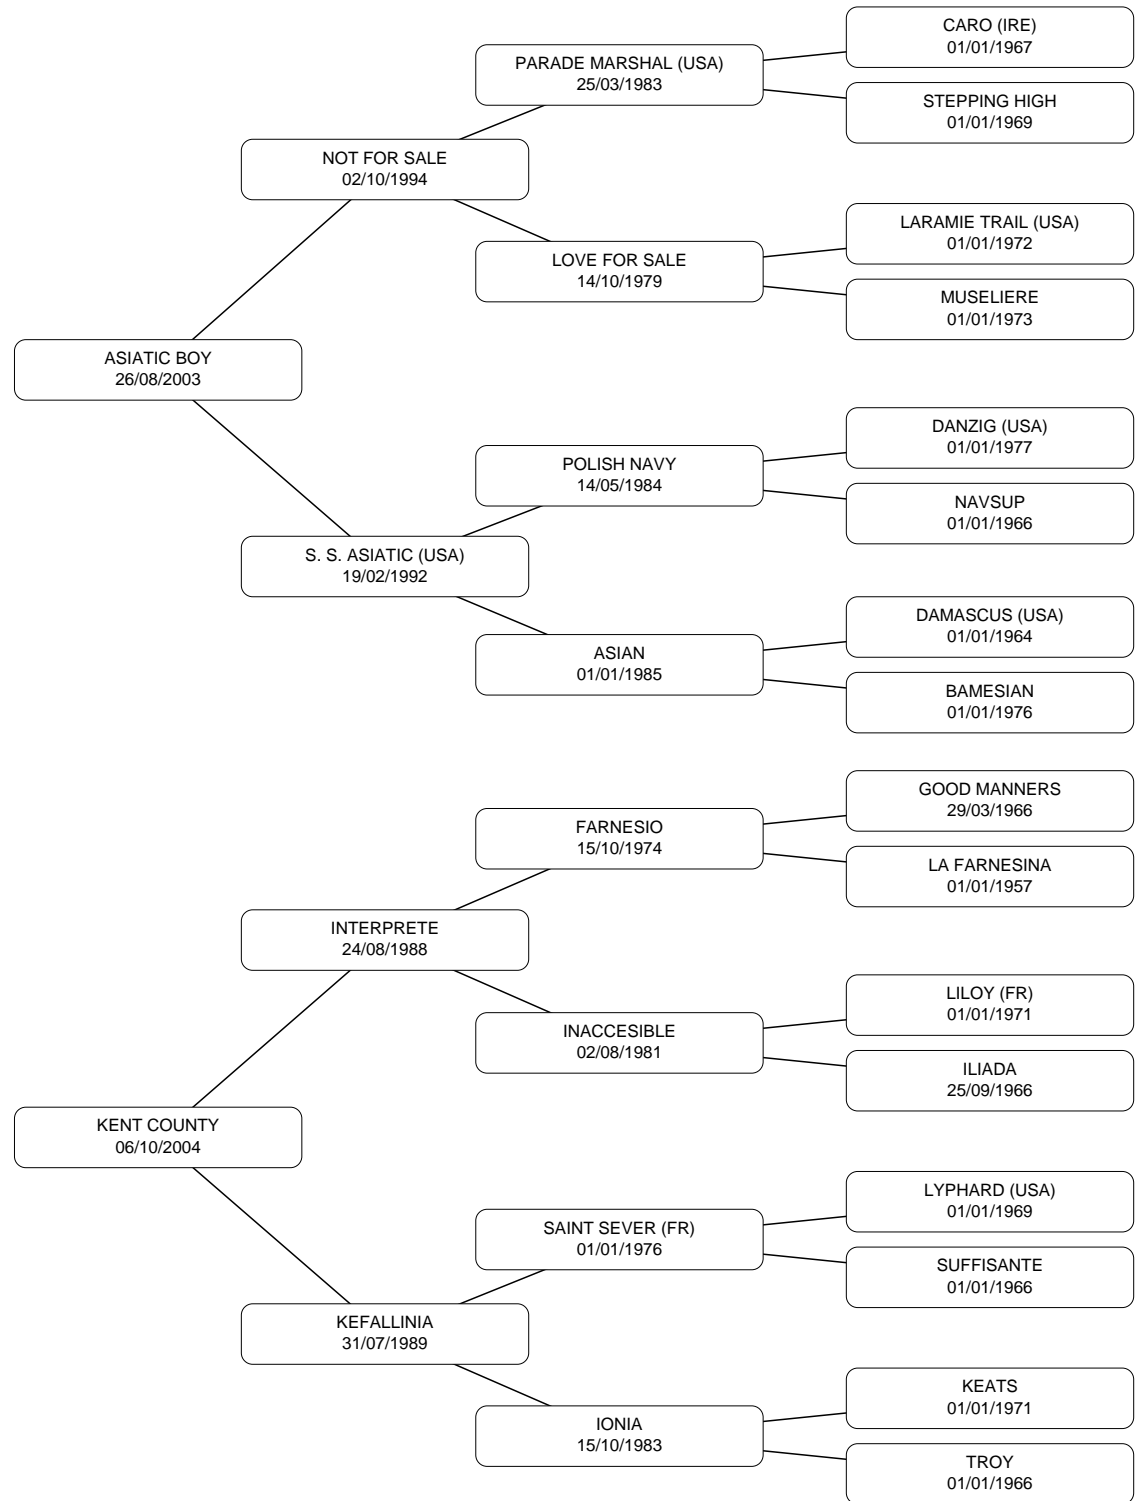 CARO (IRE)
01/01/1967
PARADE MARSHAL (USA)
25/03/1983
STEPPING HIGH
01/01/1969
NOT FOR SALE
02/10/1994
LARAMIE TRAIL (USA)
01/01/1972
LOVE FOR SALE
14/10/1979
MUSELIERE
01/01/1973
ASIATIC BOY
26/08/2003
DANZIG (USA)
01/01/1977
POLISH NAVY
14/05/1984
NAVSUP
01/01/1966
S. S. ASIATIC (USA)
19/02/1992
DAMASCUS (USA)
01/01/1964
ASIAN
01/01/1985
BAMESIAN
01/01/1976
GOOD MANNERS
29/03/1966
FARNESIO
15/10/1974
LA FARNESINA
01/01/1957
INTERPRETE
24/08/1988
LILOY (FR)
01/01/1971
INACCESIBLE
02/08/1981
ILIADA
25/09/1966
KENT COUNTY
06/10/2004
LYPHARD (USA)
01/01/1969
SAINT SEVER (FR)
01/01/1976
SUFFISANTE
01/01/1966
KEFALLINIA
31/07/1989
KEATS
01/01/1971
IONIA
15/10/1983
TROY
01/01/1966